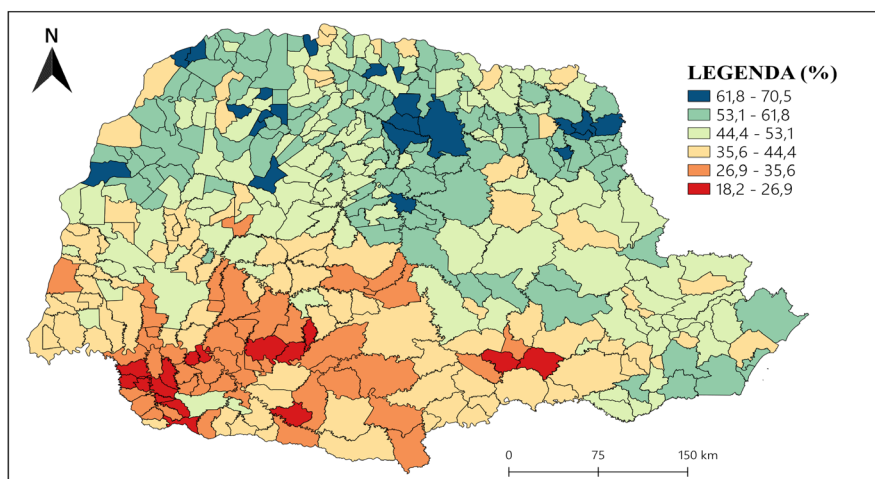 N
LEGENDA (%)
61,8 - 70,5
53,1 - 61,8
44,4 - 53,1
35,6 - 44,4
26,9 - 35,6
18,2 - 26,9
0 75 150 km